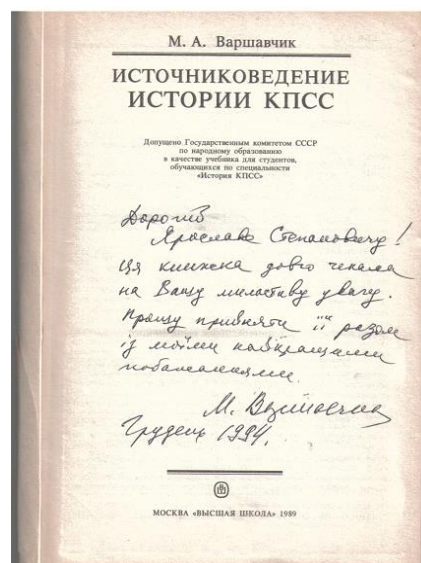 М. А. Варшавчик
ИСТОЧНИКОВЕДЕНИЕ
ИСТОРИИ КПСС
Допущено Государственным комитетом СССР
по народному образованию
в качестве учебника для студентов,
обучающихся по специальности
«История КПСС»
Дорогий
Ярославе Степановичу!
Ця книжка довго чекала
на Вашу милостиву увагу.
Прошу прийняти її разом
із моїми найкращими
побажаннями.
М. Варшавчик
Грудень 1994.
МОСКВА «ВЫСШАЯ ШКОЛА» 1989